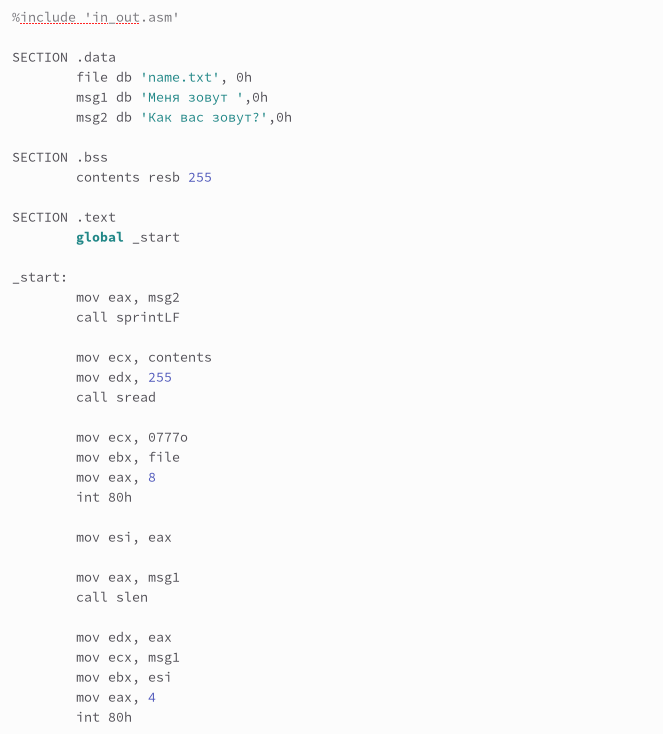 %include 'in_out.asm'
SECTION .data
file db 'name.txt', 0h
msg1 db 'Меня зовут ',0h
msg2 db 'Как вас зовут?',0h
SECTION .bss
contents resb 255
SECTION .text
global _start
_start:
mov eax, msg2
call sprintLF
mov ecx, contents
mov edx, 255
call sread
mov ecx, 0777o
mov ebx, file
mov eax, 8
int 80h
mov esi, eax
mov eax, msg1
call slen
mov edx, eax
mov ecx, msg1
mov ebx, esi
mov eax, 4
int 80h